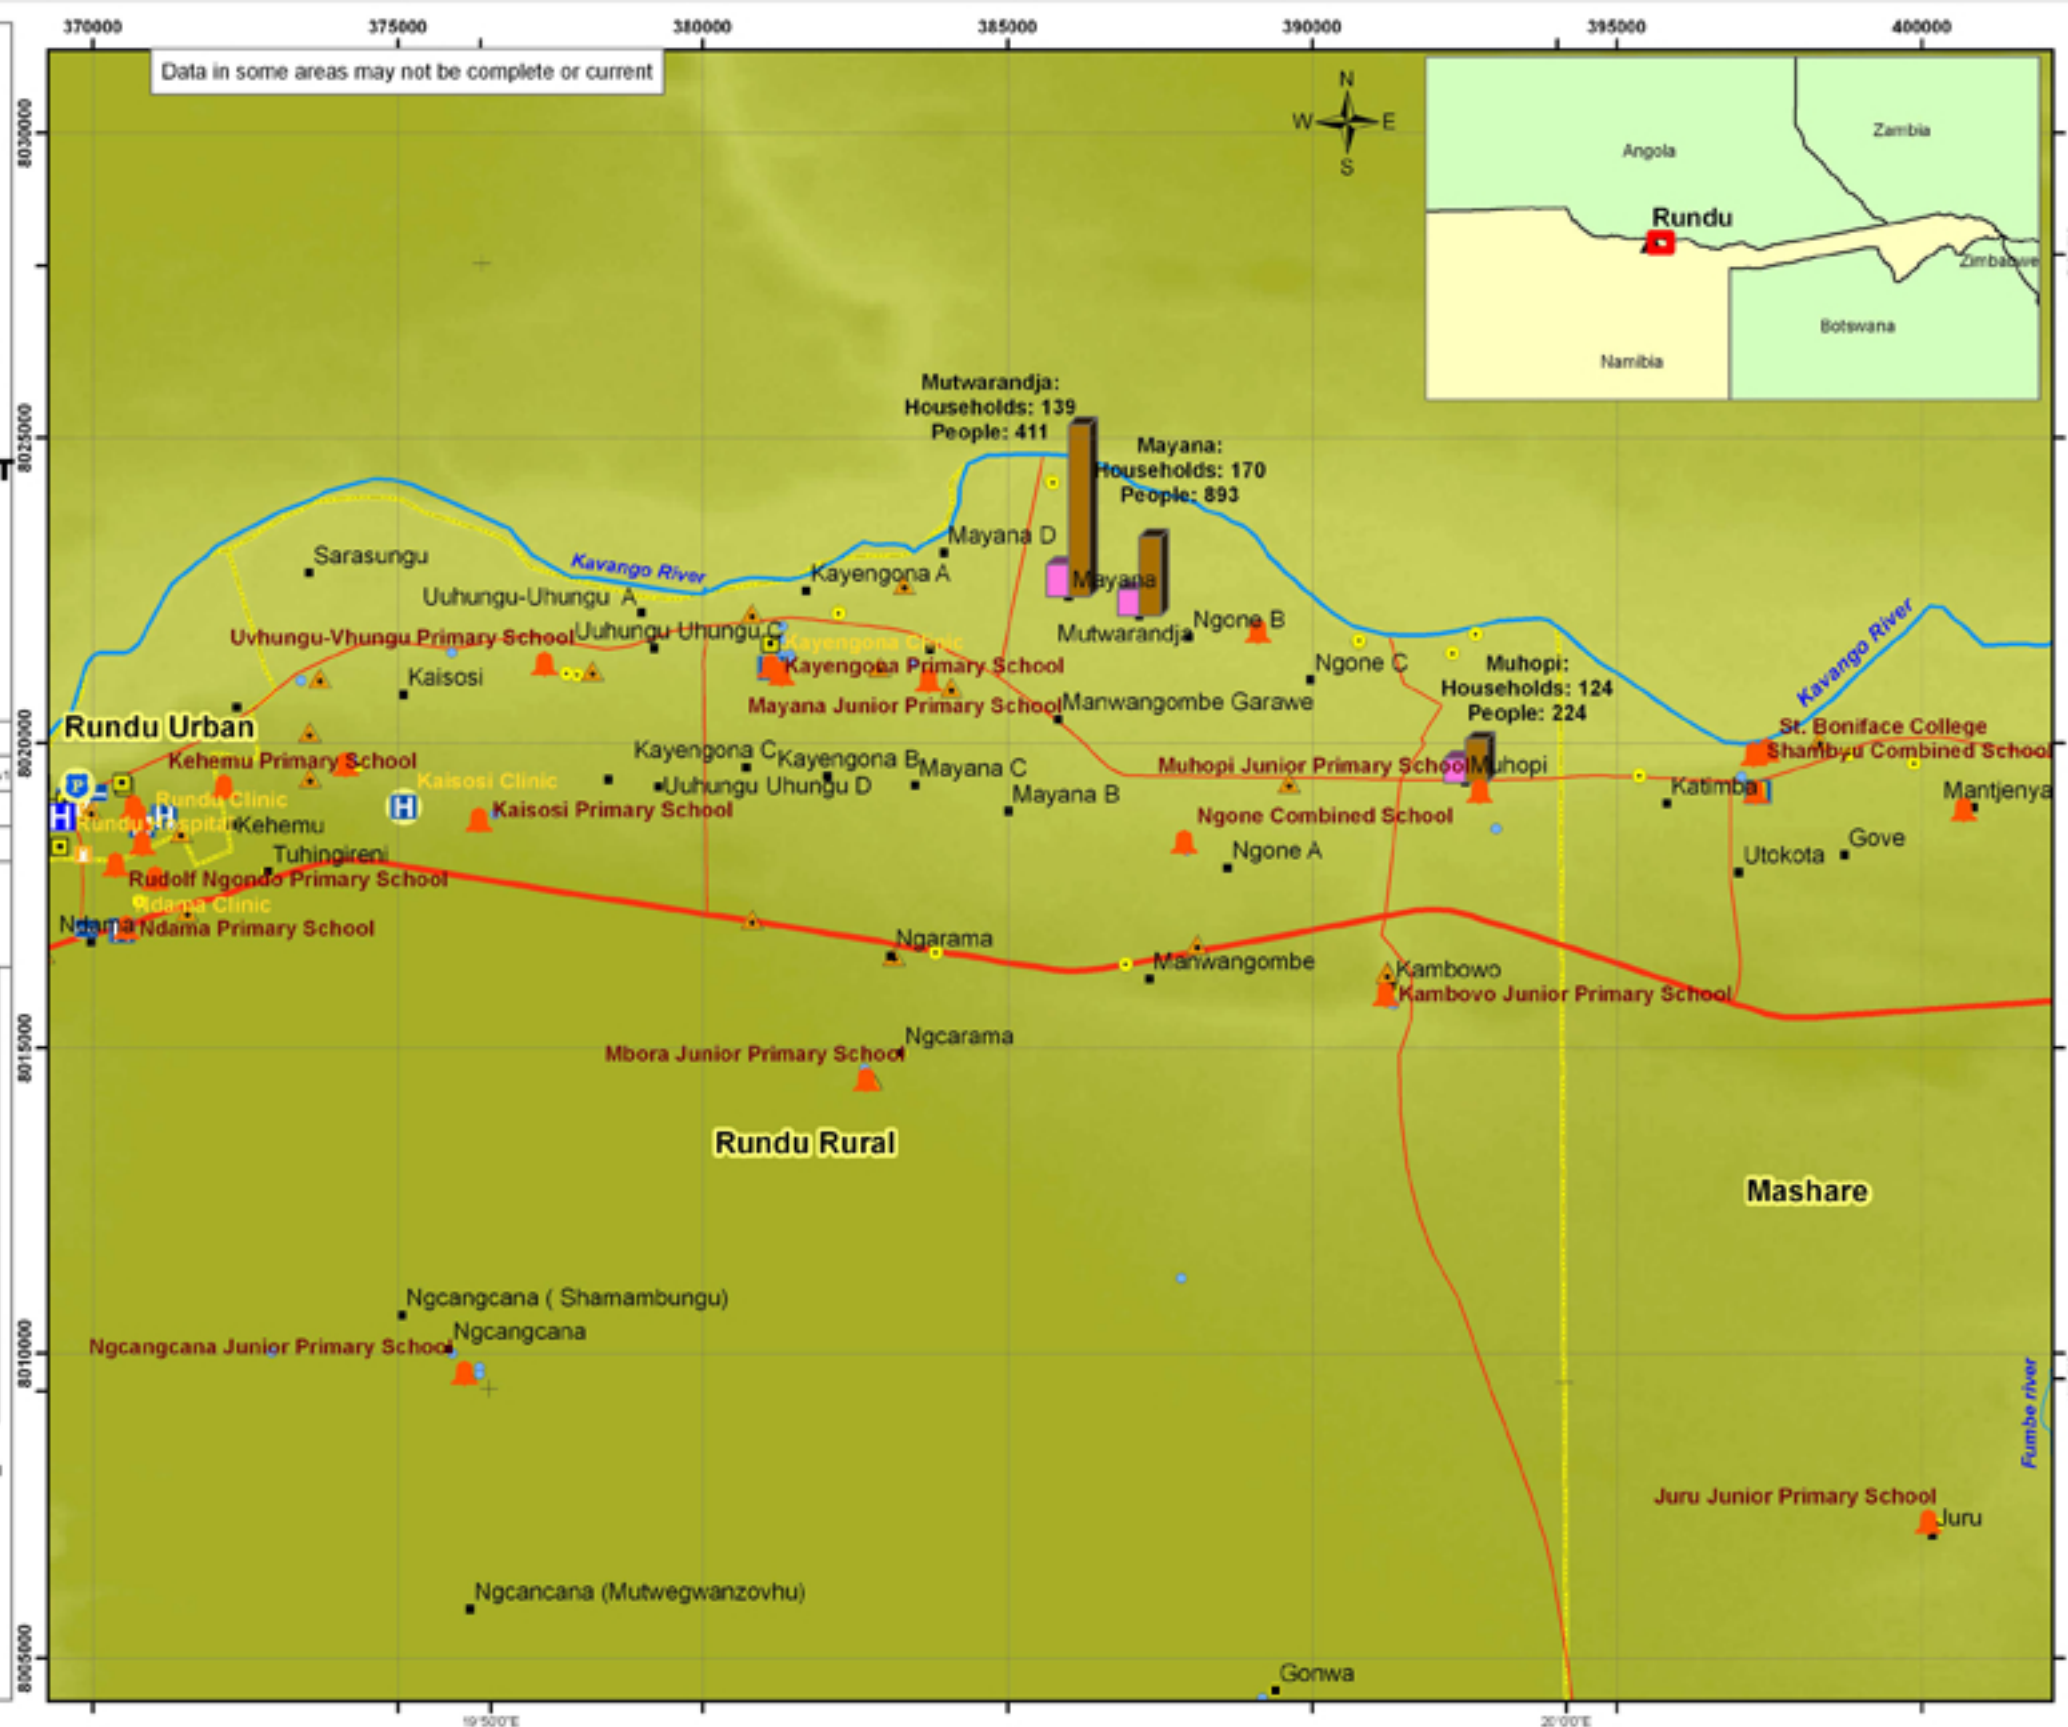 370000
375000
380000
385000
390000
395000
400000
Data in some areas may not be complete or current
N
W
E
S
Angola
Zambia
Rundu
Zimbabwe
Botswana
Namibia
8030000
8025000
8020000
8015000
8010000
8005000
T
Mutwarandja:
Households: 139
People: 411
Mayana:
Households: 170
People: 893
Mayana D
Sarasungu
Kavango River
Kayengona A
Mayana
Uuhungu-Uhungu A
Uvhungu-Vhungu Primary School
Uuhungu Uhungu C
Kayengona Clinic
Mutwarandja
Ngone B
Kayengona Primary School
Ngone C
Kaisosi
Mayana Junior Primary School
Manwangombe Garawe
Muhopi:
Households: 124
People: 224
Kavango River
Rundu Urban
St. Boniface College
Shambyu Combined School
Kehemu Primary School
Kayengona C
Kayengona B
Mayana C
Muhopi Junior Primary School
Muhopi
Kaisosi Clinic
Uuhungu Uhungu D
Mayana B
Katimba
Mantjenya
P
H
H
H
Rundu Clinic
Kaisosi Primary School
Ngone Combined School
Rundu Hospital
Kehemu
Tuhingireni
Ngone A
Utokota
Gove
Rudolf Ngondo Primary School
Ndama Clinic
Ndama
Ndama Primary School
Ngarama
Manwangombe
Kambowo
Kambovo Junior Primary School
Ngcarama
Mbora Junior Primary School
Rundu Rural
Mashare
Ngcangcana ( Shamambungu)
Ngcangcana
Ngcangcana Junior Primary School
Fumbe river
Juru Junior Primary School
Juru
Ngcancana (Mutwegwanzovhu)
Gonwa
19°50'0"E
20°0'0"E